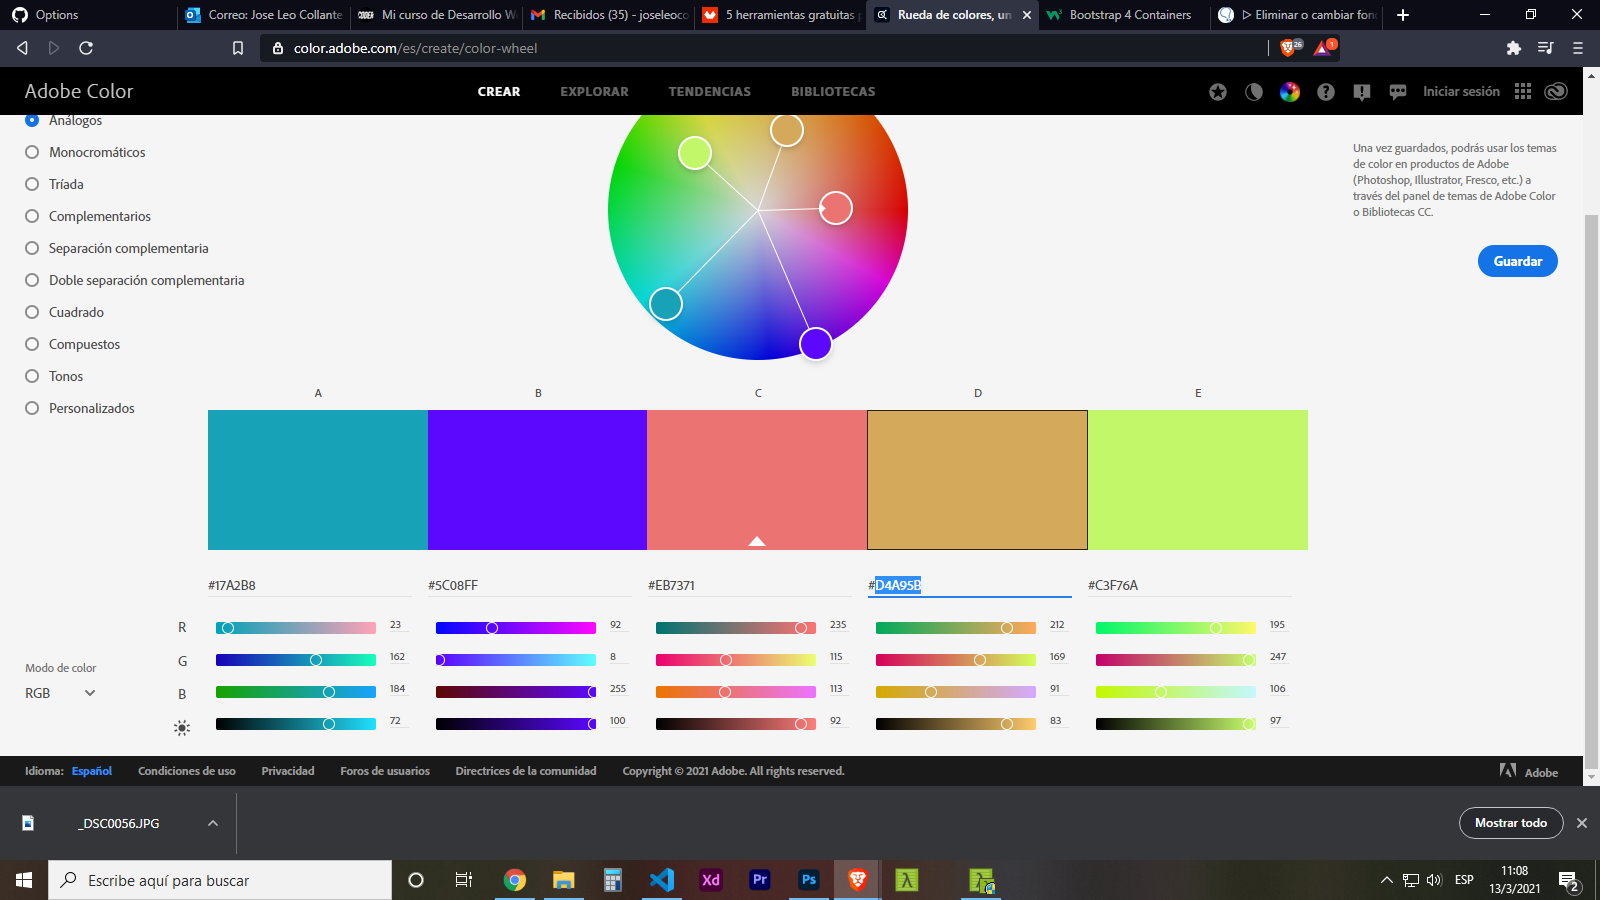 Options
Correo: Jose Leo Collante
CODER
Mi curso de Desarrollo W
Recibidos (35) - joseleoco
5 herramientas gratuitas
Rueda de colores, un
Bootstrap 4 Containers
▷ Eliminar o cambiar fon
color.adobe.com/es/create/color-wheel
26
1
Adobe Color
CREAR
EXPLORAR
TENDENCIAS
BIBLIOTECAS
Iniciar sesión
Análogos
Monocromáticos
Tríada
Complementarios
Separación complementaria
Doble separación complementaria
Cuadrado
Compuestos
Tonos
Personalizados
Una vez guardados, podrás usar los temas
de color en productos de Adobe
(Photoshop, Illustrator, Fresco, etc.) a
través del panel de temas de Adobe Color
o Bibliotecas CC.
Guardar
A B C D E
#17A2B8 #5C08FF #EB7371 #D4A95B #C3F76A
R 23 92 235 212 195
G 162 8 115 169 247
Modo de color
RGB
B 184 255 113 91 106
72 100 92 83 97
Idioma: Español Condiciones de uso Privacidad Foros de usuarios Directrices de la comunidad Copyright © 2021 Adobe. All rights reserved.
Adobe
_DSC0056.JPG
Mostrar todo
Escribe aquí para buscar
Xd
Pr
Ps
λ
ESP
11:08
13/3/2021
2